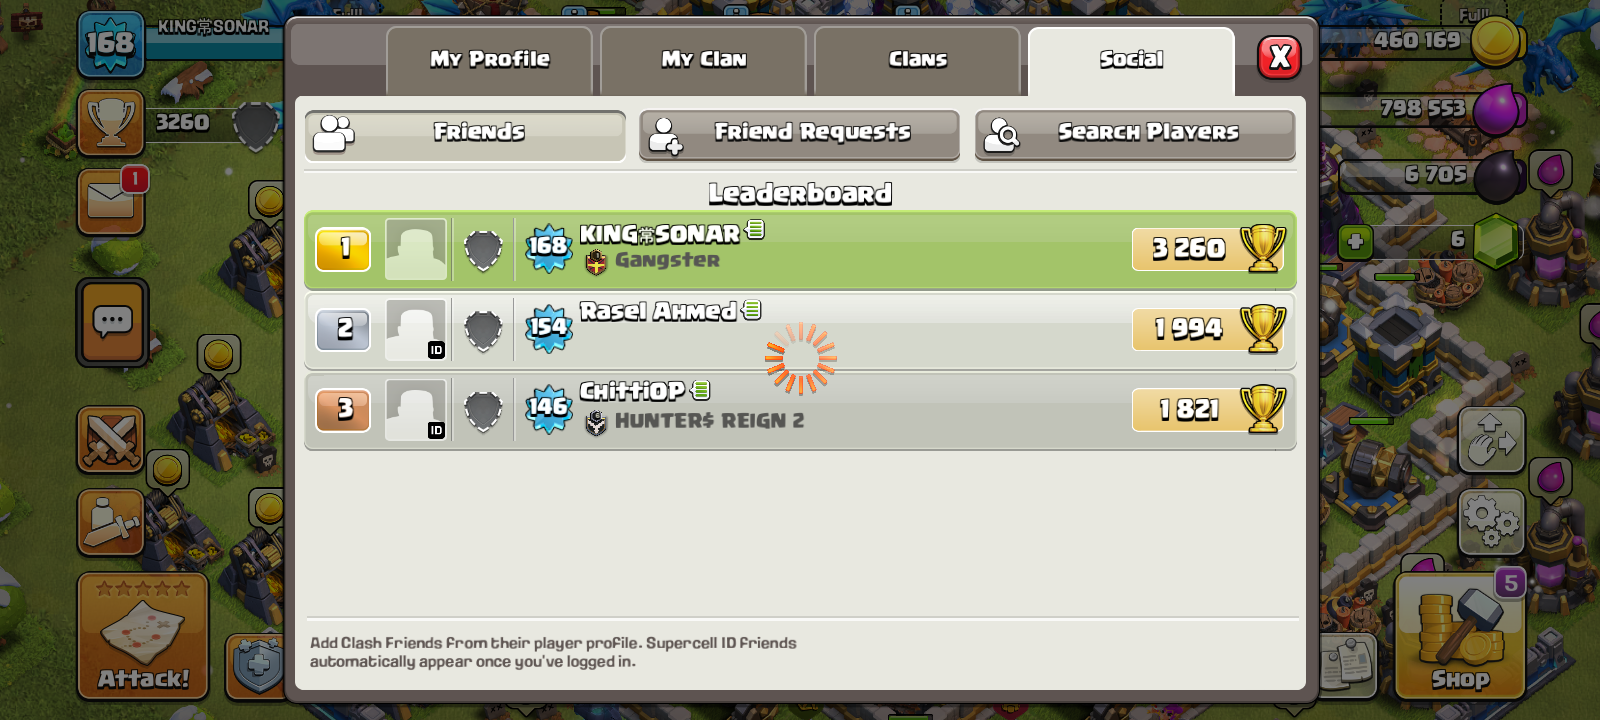 Full
Full
168
KING常SONAR
My Profile
My Clan
Clans
Social
X
460 169
3260
Friends
Friend Requests
Search Players
798 553
1
Leaderboard
6 705
1
168
KING常SONAR
Gangster
3 260
6
2
ID
154
Rasel Ahmed
1 994
3
ID
146
ChittiOP
HUNTER$ REIGN 2
1 821
Add Clash Friends from their player profile. Supercell ID friends
automatically appear once you've logged in.
Attack!
5
Shop